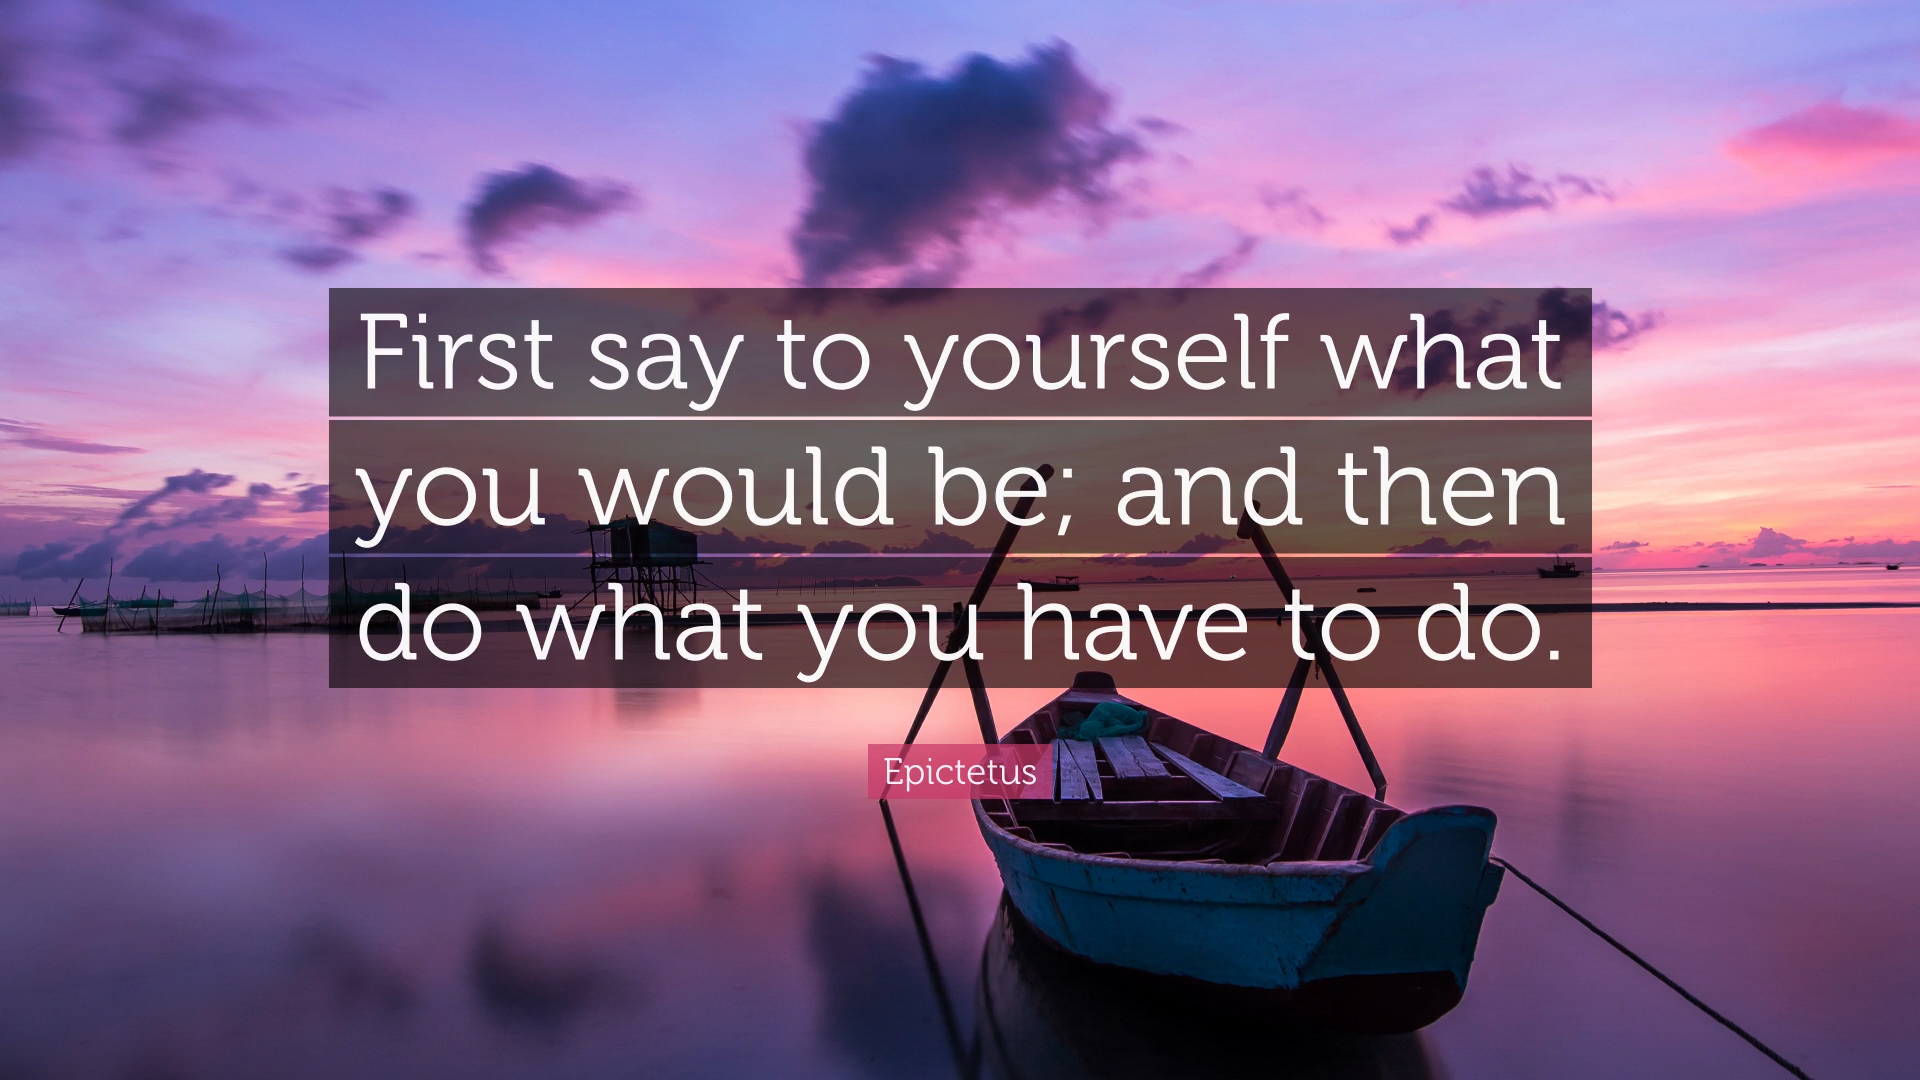 First say to yourself what
you would be; and then
do what you have to do.
Epictetus